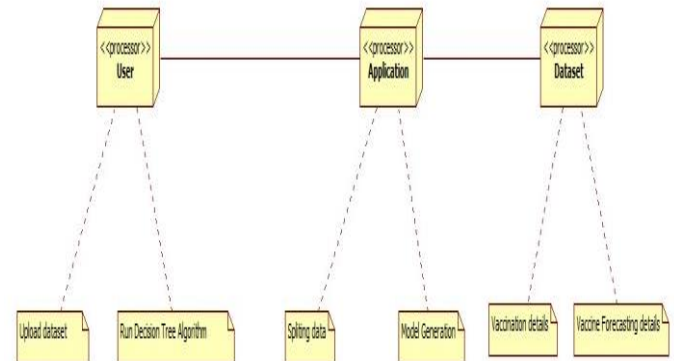 <<processor>>
User
<<processor>>
Application
<<processor>>
Dataset
Upload dataset
Run Decision Tree Algorithm
Spliting data
Model Generation
Vaccination details
Vaccine Forecasting details